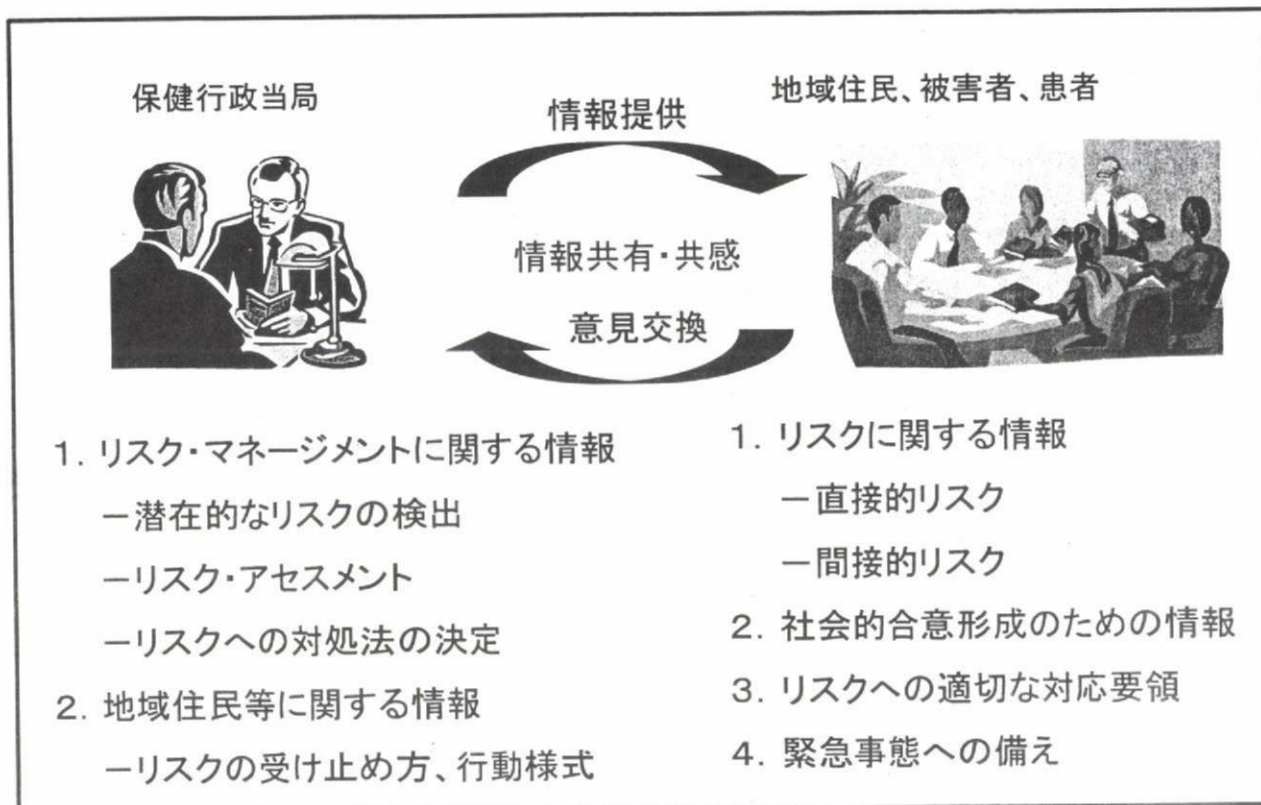 保健行政当局
地域住民、被害者、患者
情報提供
情報共有・共感
意見交換
1. リスク・マネージメントに関する情報
－潜在的なリスクの検出
－リスク・アセスメント
－リスクへの対処法の決定
2. 地域住民等に関する情報
－リスクの受け止め方、行動様式
1. リスクに関する情報
－直接的リスク
－間接的リスク
2. 社会的合意形成のための情報
3. リスクへの適切な対応要領
4. 緊急事態への備え